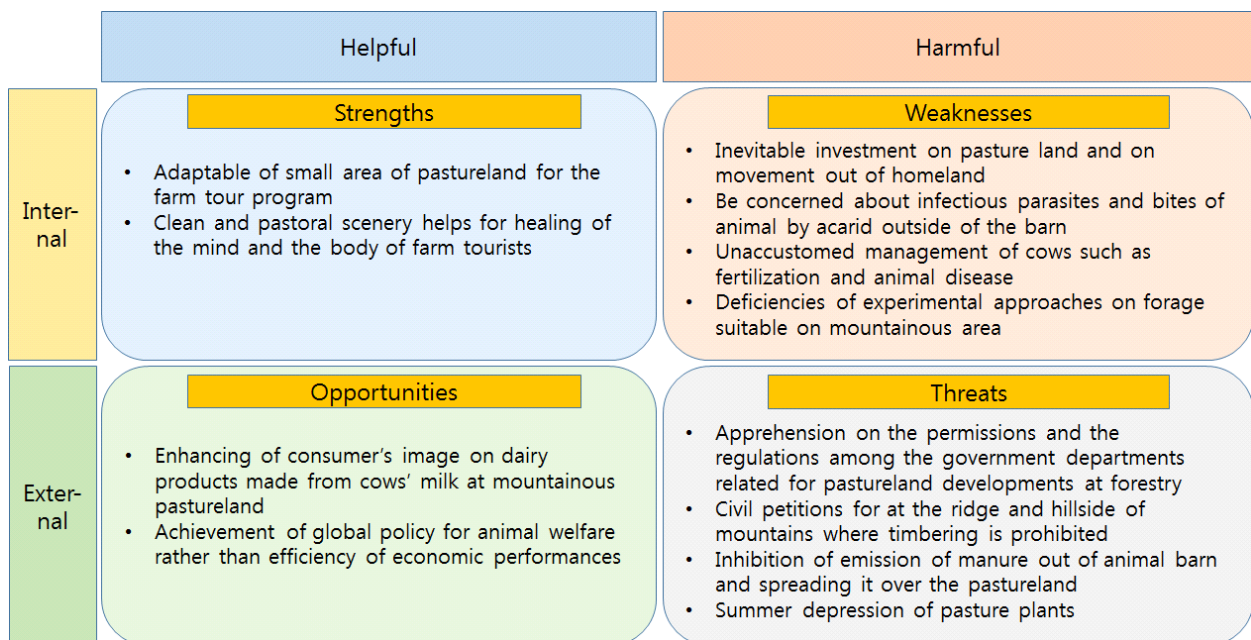 Helpful
Harmful
Inter-
nal
Strengths
• Adaptable of small area of pastureland for the
farm tour program
• Clean and pastoral scenery helps for healing of
the mind and the body of farm tourists
Weaknesses
• Inevitable investment on pasture land and on
movement out of homeland
• Be concerned about infectious parasites and bites of
animal by acarid outside of the barn
• Unaccustomed management of cows such as
fertilization and animal disease
• Deficiencies of experimental approaches on forage
suitable on mountainous area
Exter-
nal
Opportunities
• Enhancing of consumer's image on dairy
products made from cows' milk at mountainous
pastureland
• Achievement of global policy for animal welfare
rather than efficiency of economic performances
Threats
• Apprehension on the permissions and the
regulations among the government departments
related for pastureland developments at forestry
• Civil petitions for at the ridge and hillside of
mountains where timbering is prohibited
• Inhibition of emission of manure out of animal barn
and spreading it over the pastureland
• Summer depression of pasture plants